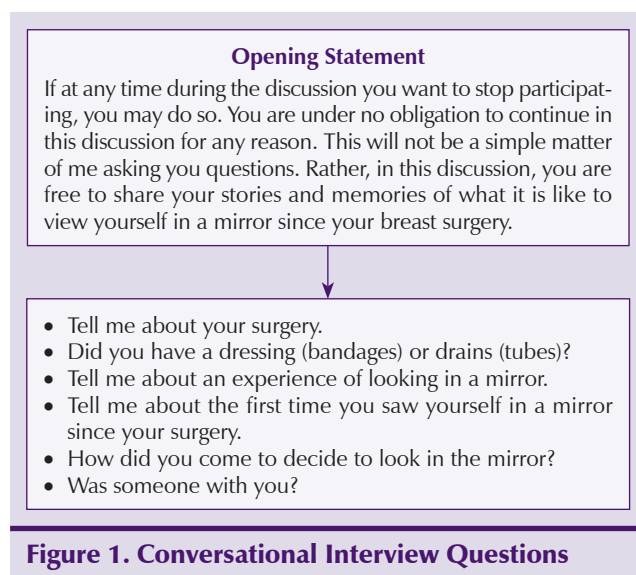 Opening Statement
If at any time during the discussion you want to stop participat-
ing, you may do so. You are under no obligation to continue in
this discussion for any reason. This will not be a simple matter
of me asking you questions. Rather, in this discussion, you are
free to share your stories and memories of what it is like to
view yourself in a mirror since your breast surgery.
• Tell me about your surgery.
• Did you have a dressing (bandages) or drains (tubes)?
• Tell me about an experience of looking in a mirror.
• Tell me about the first time you saw yourself in a mirror
since your surgery.
• How did you come to decide to look in the mirror?
• Was someone with you?
Figure 1. Conversational Interview Questions